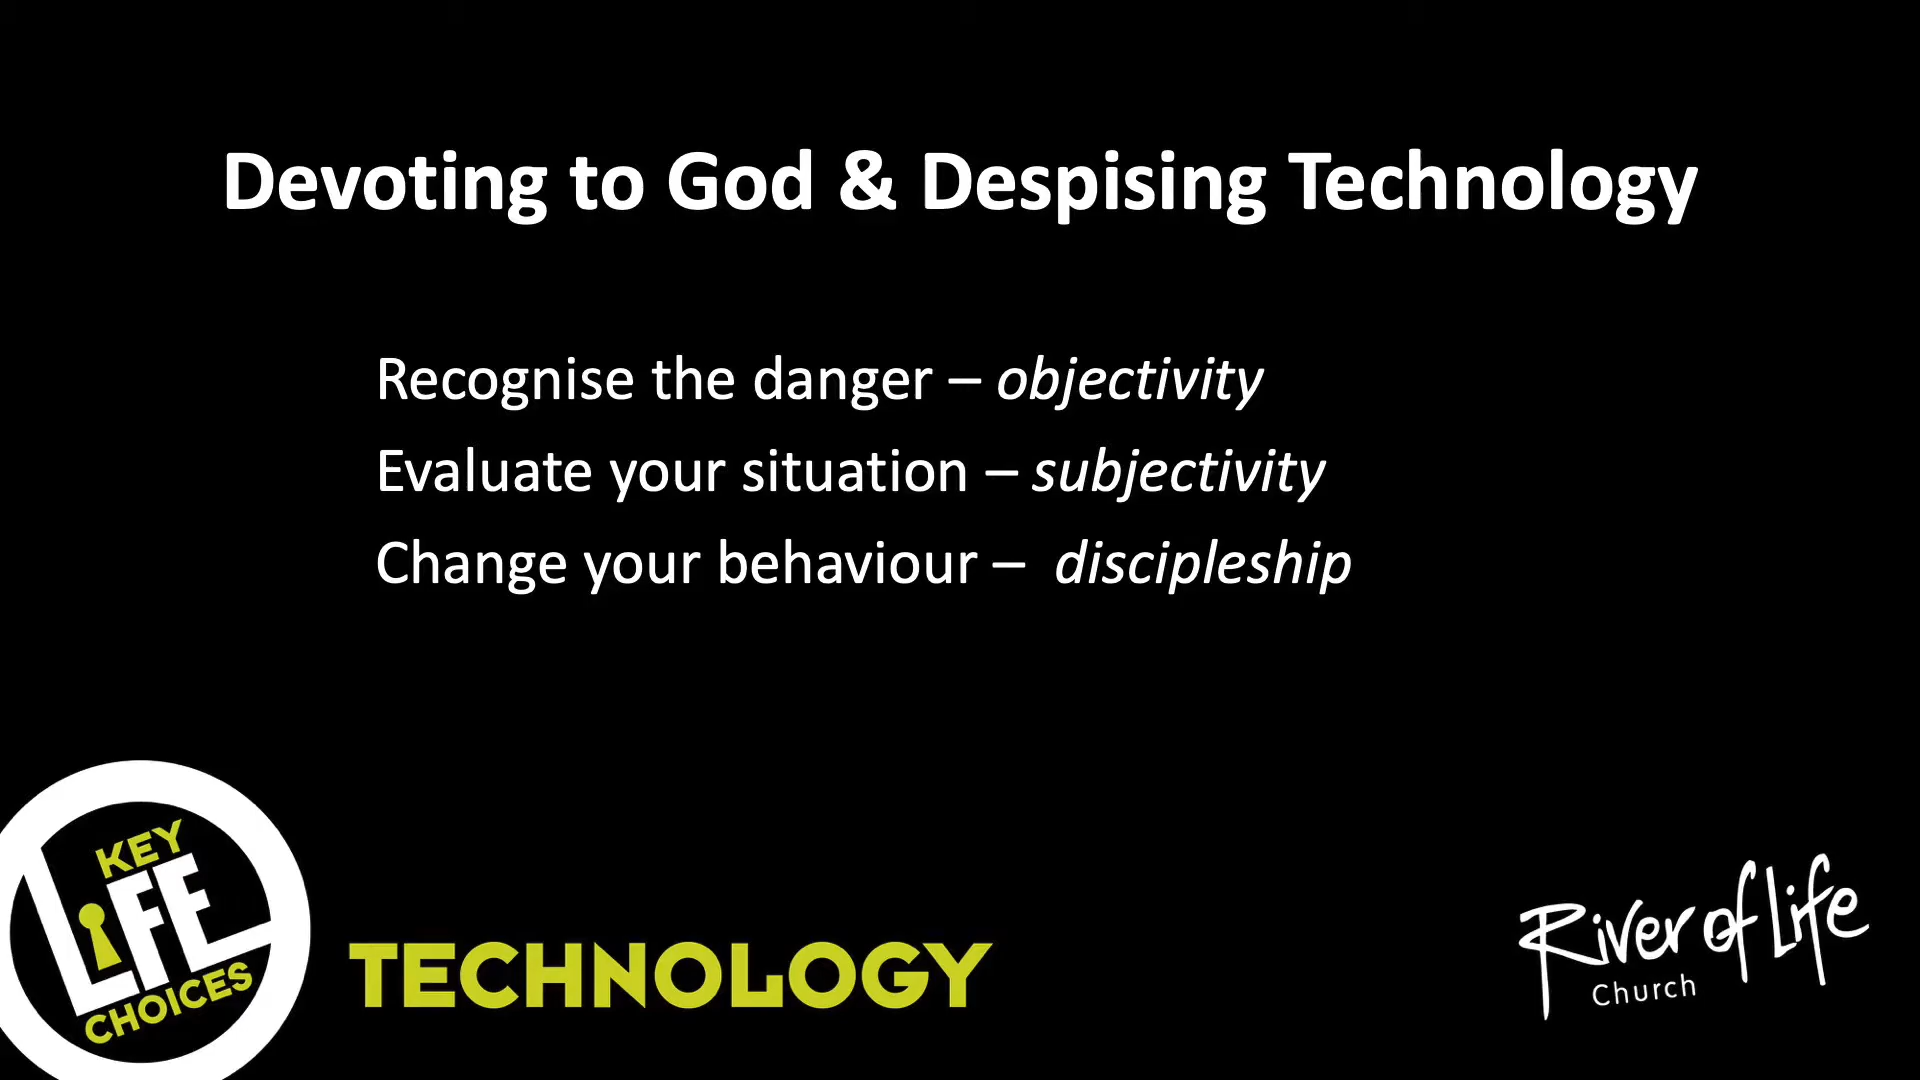 Devoting to God & Despising Technology
Recognise the danger – objectivity
Evaluate your situation – subjectivity
Change your behaviour –  discipleship
KEY
LIFE
CHOICES
TECHNOLOGY
River of Life
Church